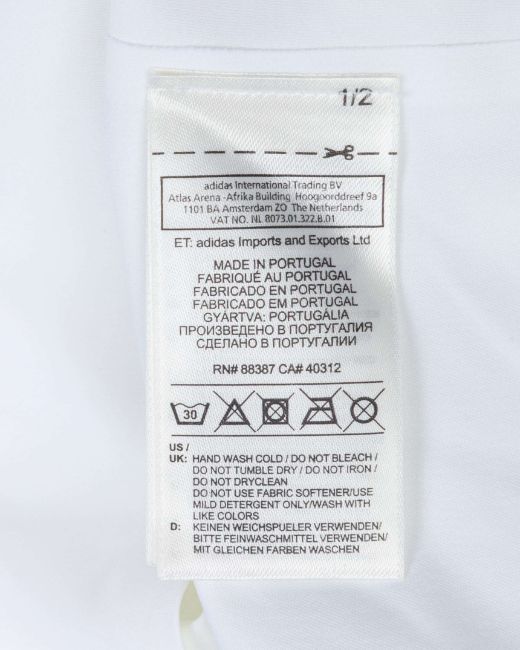 1/2
adidas International Trading BV
Atlas Arena -Afrika Building Hoogoorddreef 9a
1101 BA Amsterdam ZO The Netherlands
VAT NO. NL 8073.01.322.B.01
ET: adidas Imports and Exports Ltd
MADE IN PORTUGAL
FABRIQUÉ AU PORTUGAL
FABRICADO EN PORTUGAL
FABRICADO EM PORTUGAL
GYÁRTVA: PORTUGÁLIA
ПРОИЗВЕДЕНО В ПОРТУГАЛИЯ
СДЕЛАНО В ПОРТУГАЛИИ
RN# 88387 CA# 40312
30
US /
UK: HAND WASH COLD / DO NOT BLEACH /
DO NOT TUMBLE DRY / DO NOT IRON /
DO NOT DRYCLEAN
DO NOT USE FABRIC SOFTENER/USE
MILD DETERGENT ONLY/WASH WITH
LIKE COLORS
D: KEINEN WEICHSPUELER VERWENDEN/
BITTE FEINWASCHMITTEL VERWENDEN/
MIT GLEICHEN FARBEN WASCHEN